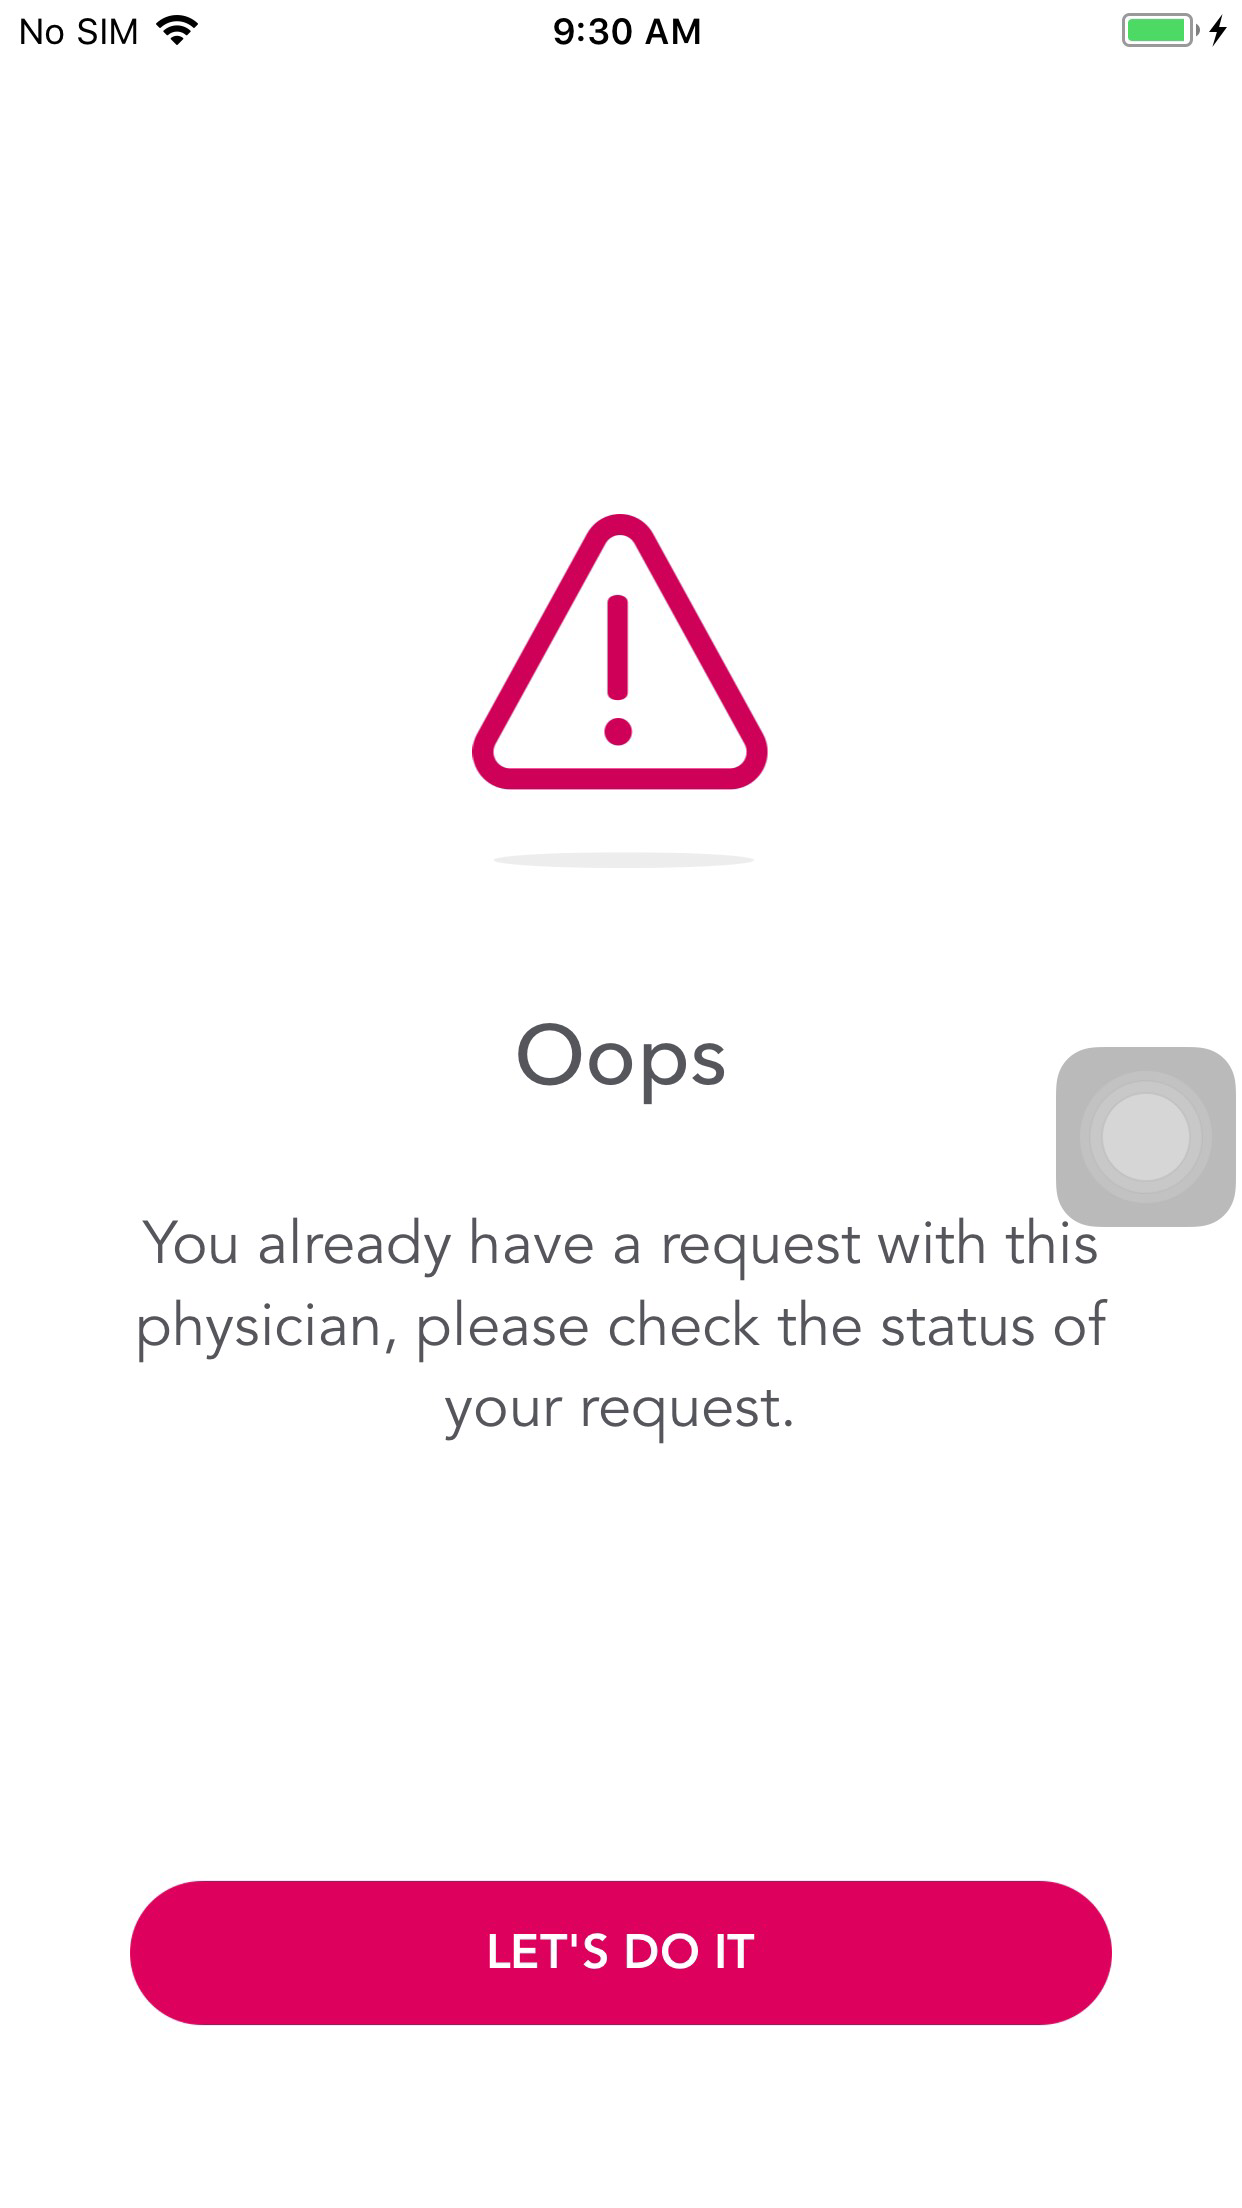 No SIM
9:30 AM
Oops
You already have a request with this
physician, please check the status of
your request.
LET'S DO IT